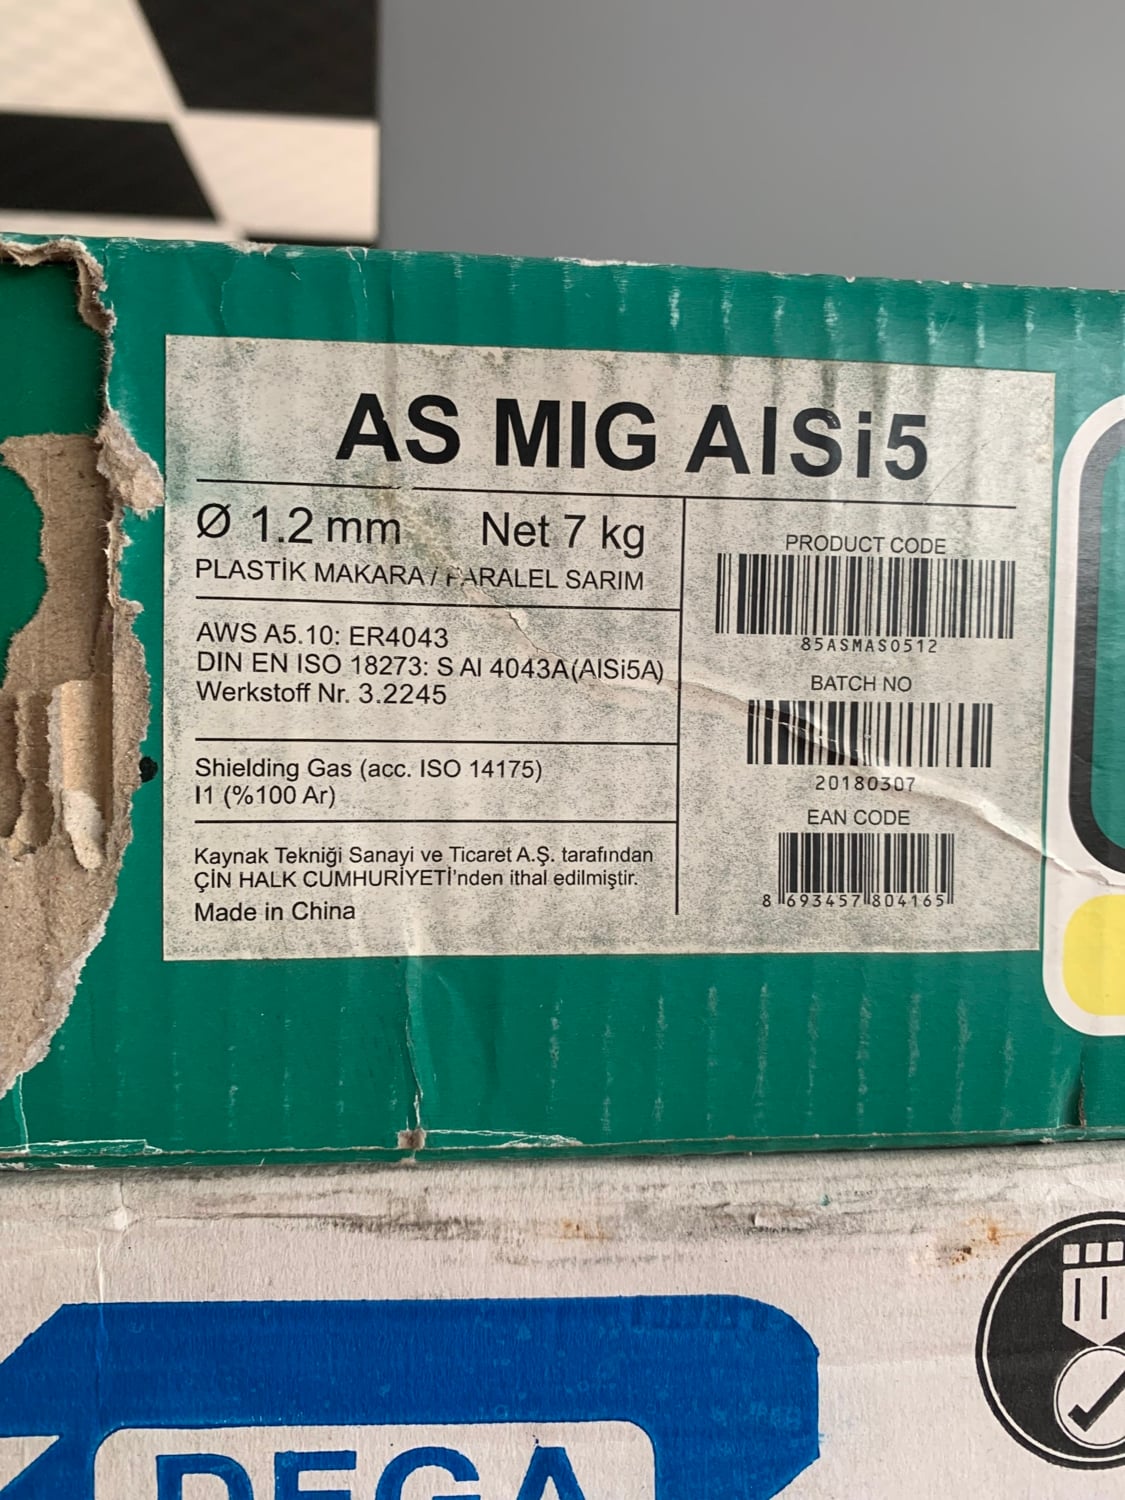 AS MIG AlSi5
Ø 1.2 mm Net 7 kg
PLASTİK MAKARA / PARALEL SARIM
AWS A5.10: ER4043
DIN EN ISO 18273: S Al 4043A(AlSi5A)
Werkstoff Nr. 3.2245
Shielding Gas (acc. ISO 14175)
I1 (%100 Ar)
Kaynak Tekniği Sanayi ve Ticaret A.Ş. tarafından
ÇİN HALK CUMHURİYETİ'nden ithal edilmiştir.
Made in China
PRODUCT CODE
85ASMAS0512
BATCH NO
20180307
EAN CODE
8 693457 804165
DEGA